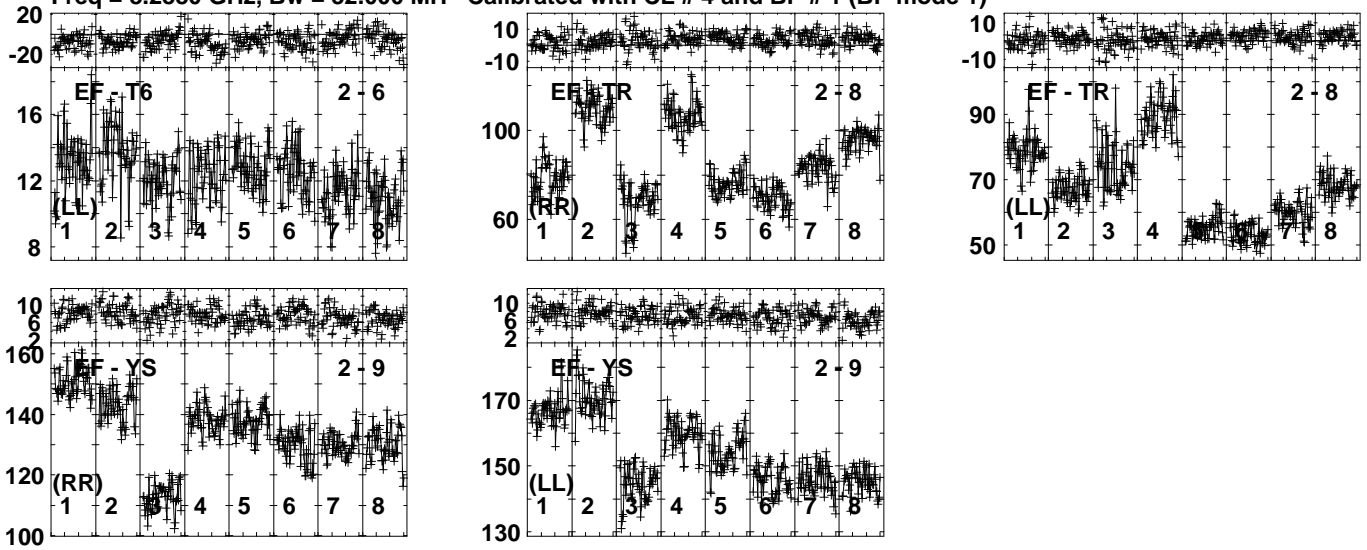 Freq = GHz, Bw = MH Calibrated with CL # 4 and BP # 1 (BP mode 1)
20
-20
16
12
8
EF - T6 2 - 6
(LL)
1 2 3 4 5 6 7 8
10
-10
100
60
EF - TR 2 - 8
(RR)
1 2 3 4 5 6 7 8
10
-10
90
70
50
EF - TR 2 - 8
(LL)
1 2 3 4 5 6 7 8
10
6
2
160
140
120
100
EF - YS 2 - 9
(RR)
1 2 3 4 5 6 7 8
10
6
2
170
150
130
EF - YS 2 - 9
(LL)
1 2 3 4 5 6 7 8